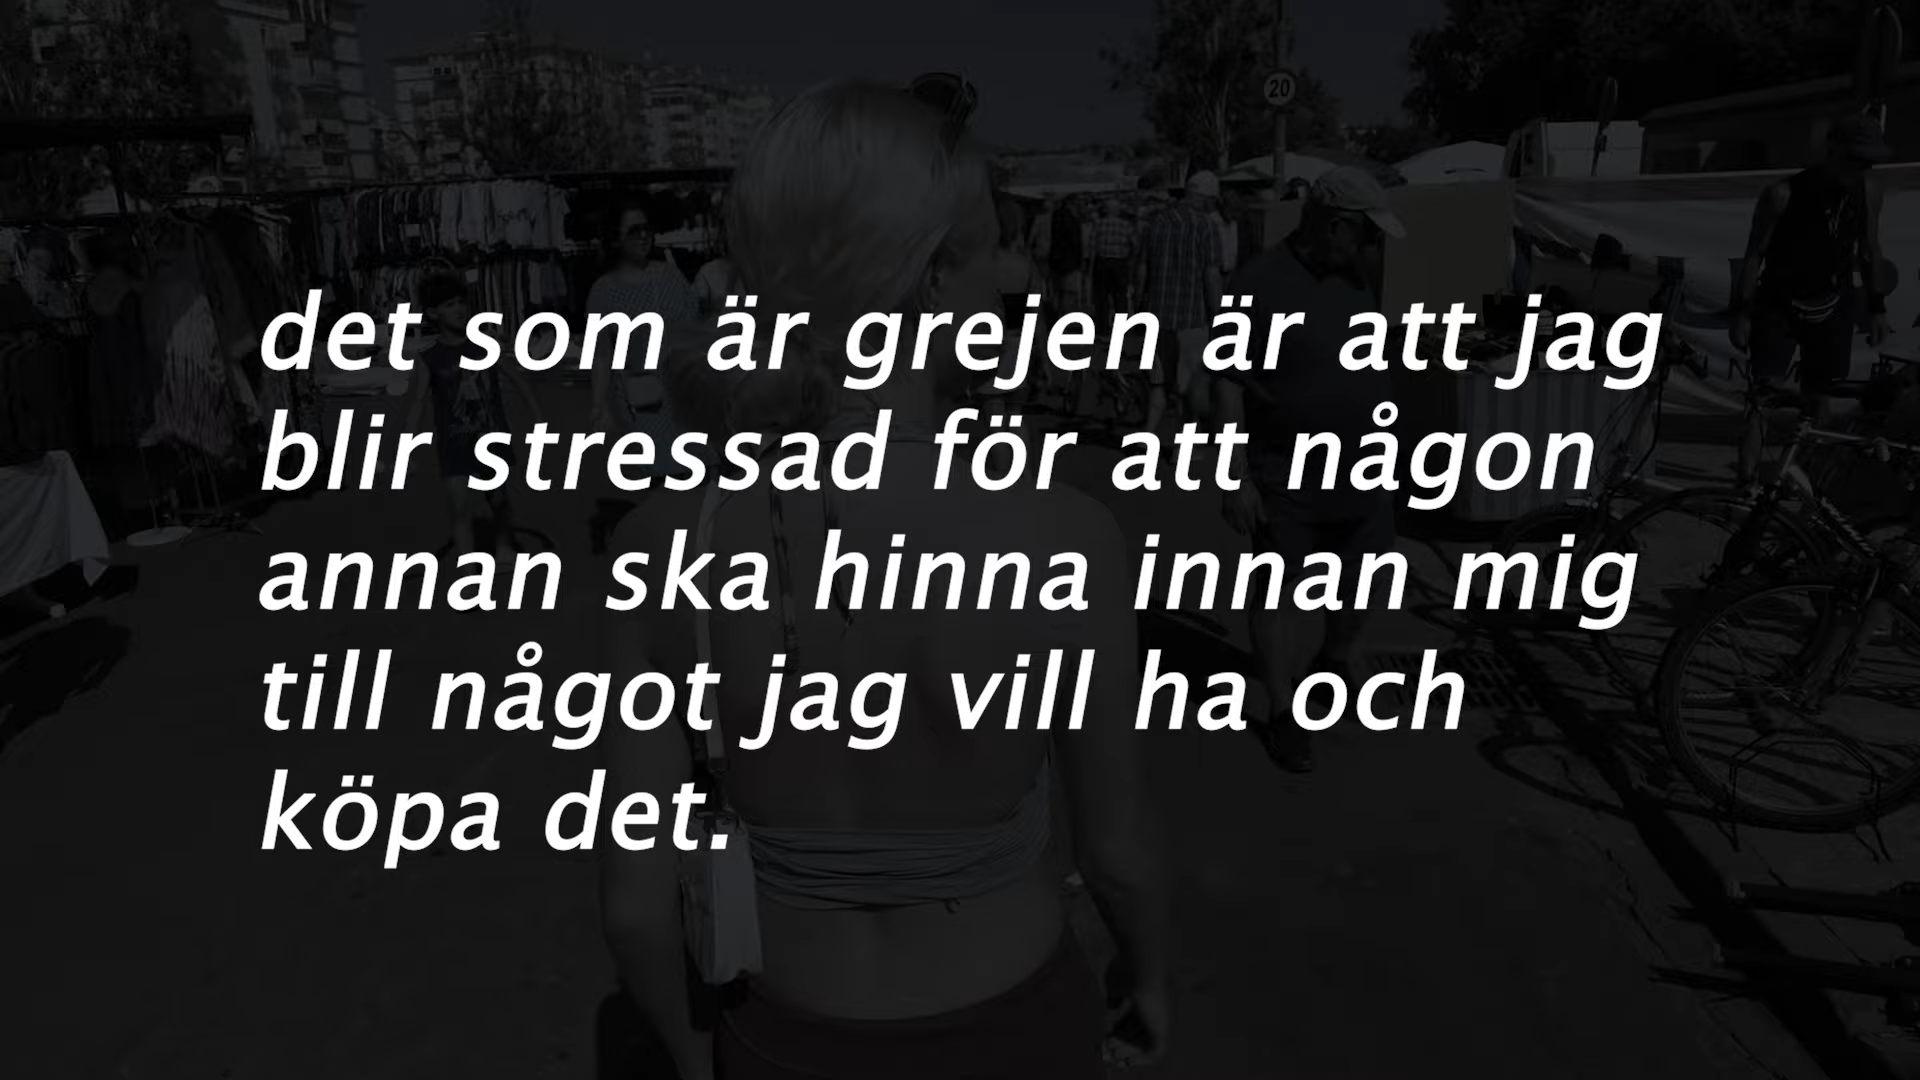 20
det som är grejen är att jag
blir stressad för att någon
annan ska hinna innan mig
till något jag vill ha och
köpa det.